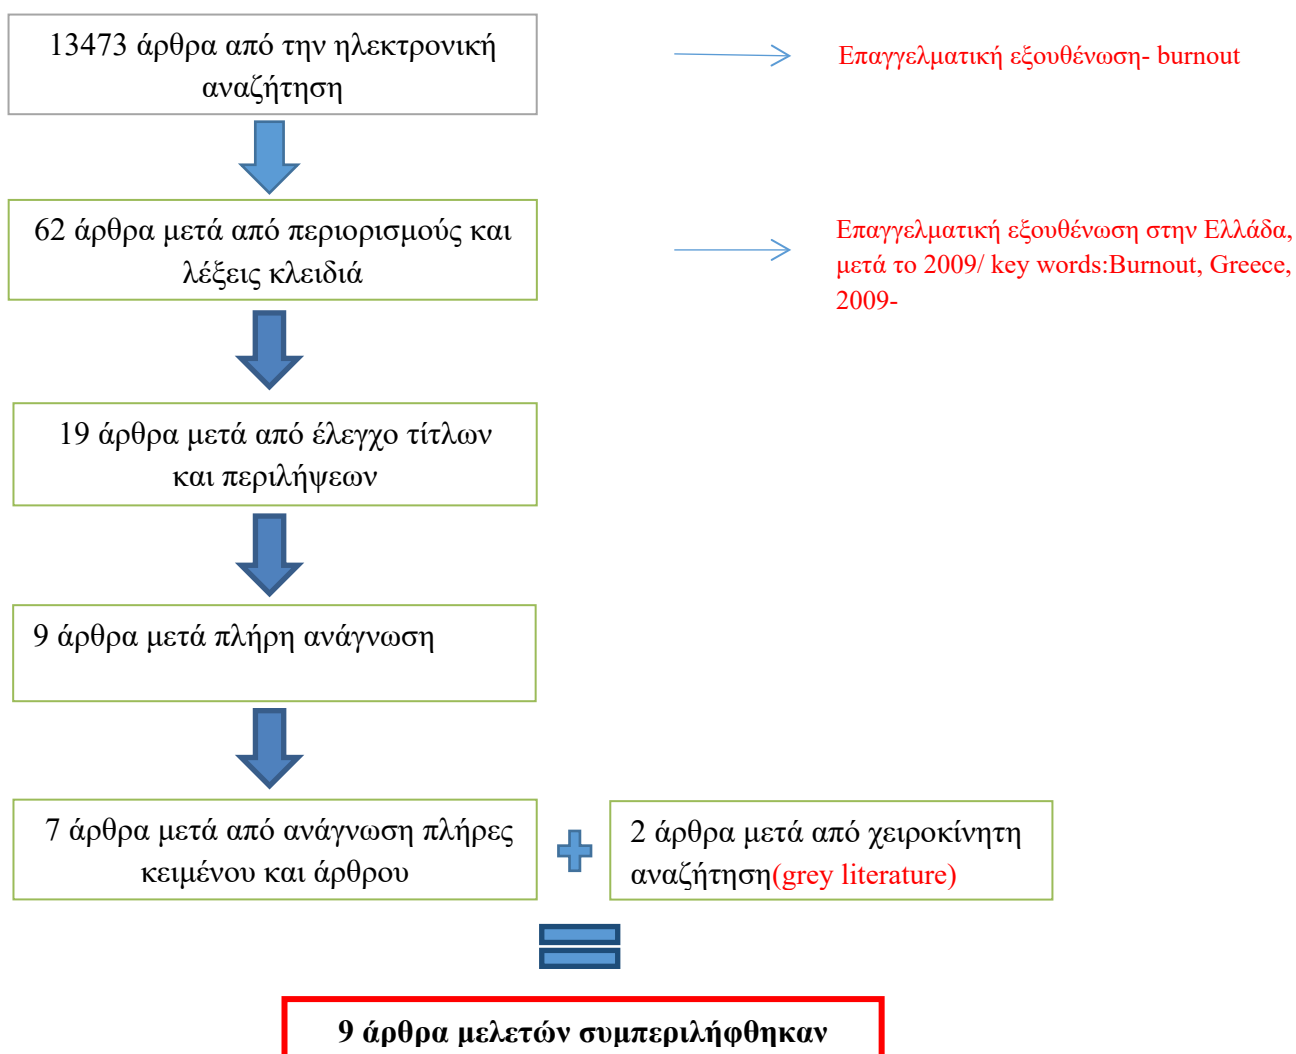 13473 άρθρα από την ηλεκτρονική
αναζήτηση
Επαγγελματική εξουθένωση- burnout
62 άρθρα μετά από περιορισμούς και
λέξεις κλειδιά
Επαγγελματική εξουθένωση στην Ελλάδα,
μετά το 2009/ key words:Burnout, Greece,
2009-
19 άρθρα μετά από έλεγχο τίτλων
και περιλήψεων
9 άρθρα μετά πλήρη ανάγνωση
7 άρθρα μετά από ανάγνωση πλήρες
κειμένου και άρθρου
2 άρθρα μετά από χειροκίνητη
αναζήτηση(grey literature)
9 άρθρα μελετών συμπεριλήφθηκαν